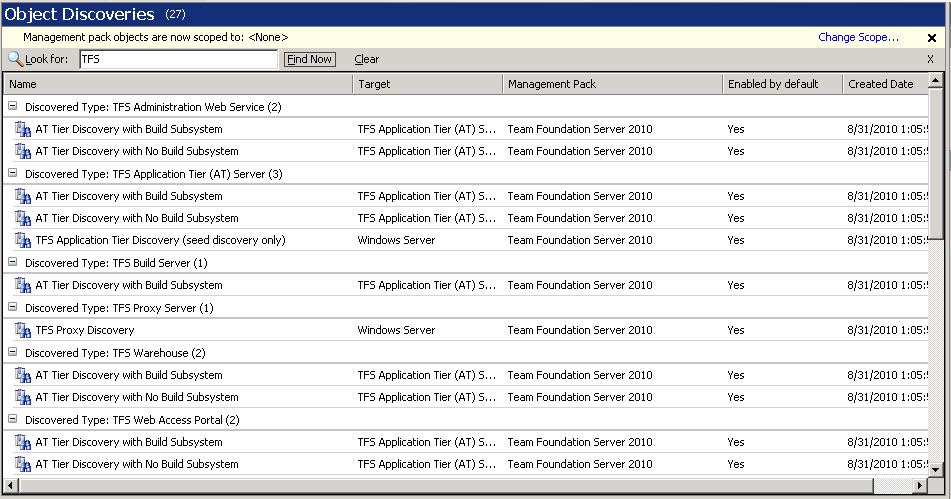 Object Discoveries (27)
Management pack objects are now scoped to: <None> Change Scope... x
Look for: TFS Find Now Clear X
Name Target Management Pack Enabled by default Created Date
Discovered Type: TFS Administration Web Service (2)
AT Tier Discovery with Build Subsystem TFS Application Tier (AT) S... Team Foundation Server 2010 Yes 8/31/2010 1:05:
AT Tier Discovery with No Build Subsystem TFS Application Tier (AT) S... Team Foundation Server 2010 Yes 8/31/2010 1:05:
Discovered Type: TFS Application Tier (AT) Server (3)
AT Tier Discovery with Build Subsystem TFS Application Tier (AT) S... Team Foundation Server 2010 Yes 8/31/2010 1:05:
AT Tier Discovery with No Build Subsystem TFS Application Tier (AT) S... Team Foundation Server 2010 Yes 8/31/2010 1:05:
TFS Application Tier Discovery (seed discovery only) Windows Server Team Foundation Server 2010 Yes 8/31/2010 1:05:
Discovered Type: TFS Build Server (1)
AT Tier Discovery with Build Subsystem TFS Application Tier (AT) S... Team Foundation Server 2010 Yes 8/31/2010 1:05:
Discovered Type: TFS Proxy Server (1)
TFS Proxy Discovery Windows Server Team Foundation Server 2010 Yes 8/31/2010 1:05:
Discovered Type: TFS Warehouse (2)
AT Tier Discovery with Build Subsystem TFS Application Tier (AT) S... Team Foundation Server 2010 Yes 8/31/2010 1:05:
AT Tier Discovery with No Build Subsystem TFS Application Tier (AT) S... Team Foundation Server 2010 Yes 8/31/2010 1:05:
Discovered Type: TFS Web Access Portal (2)
AT Tier Discovery with Build Subsystem TFS Application Tier (AT) S... Team Foundation Server 2010 Yes 8/31/2010 1:05:
AT Tier Discovery with No Build Subsystem TFS Application Tier (AT) S... Team Foundation Server 2010 Yes 8/31/2010 1:05: